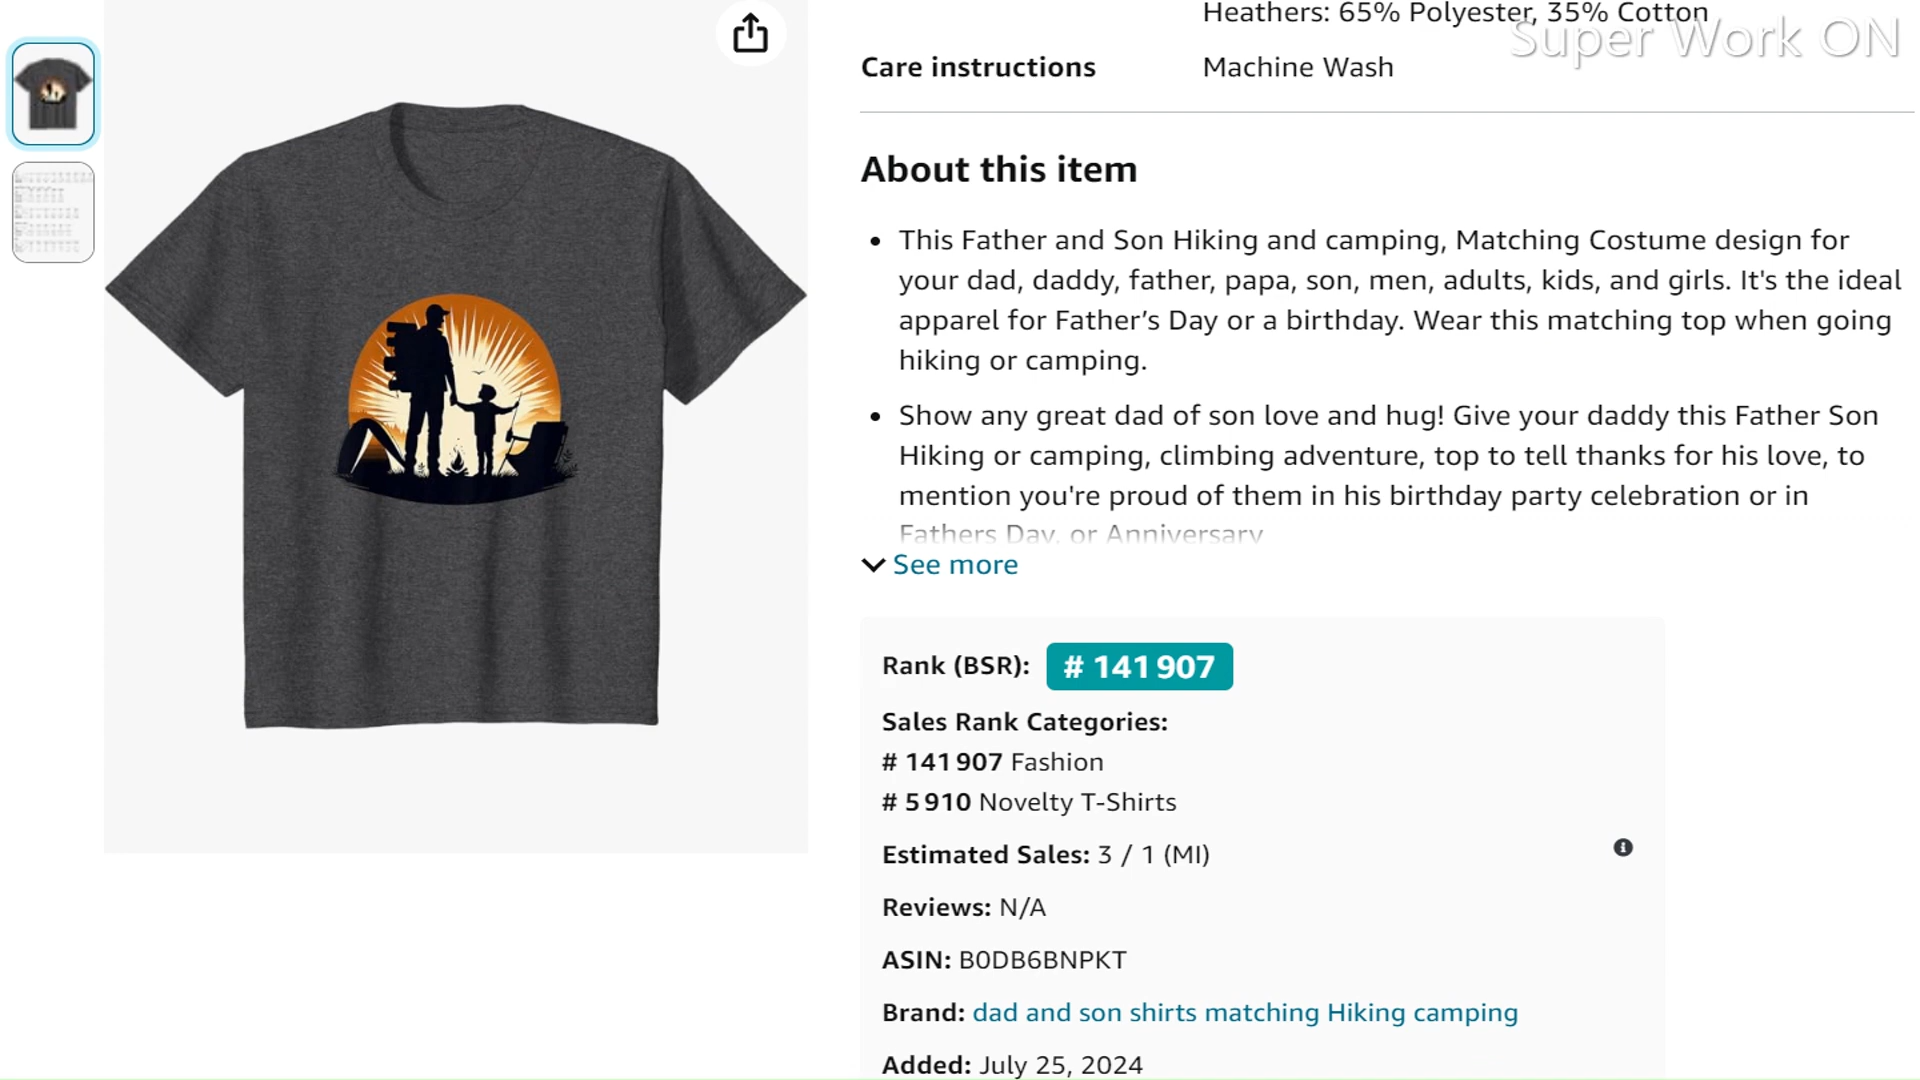 Heathers: 65% Polyester, 35% Cotton
Super Work ON
Care instructions Machine Wash
About this item
• This Father and Son Hiking and camping, Matching Costume design for
your dad, daddy, father, papa, son, men, adults, kids, and girls. It's the ideal
apparel for Father’s Day or a birthday. Wear this matching top when going
hiking or camping.
• Show any great dad of son love and hug! Give your daddy this Father Son
Hiking or camping, climbing adventure, top to tell thanks for his love, to
mention you're proud of them in his birthday party celebration or in
Fathers Day, or Anniversary
See more
Rank (BSR): # 141 907
Sales Rank Categories:
# 141 907 Fashion
# 5 910 Novelty T-Shirts
Estimated Sales: 3 / 1 (MI)
Reviews: N/A
ASIN: B0DB6BNPKT
Brand: dad and son shirts matching Hiking camping
Added: July 25, 2024